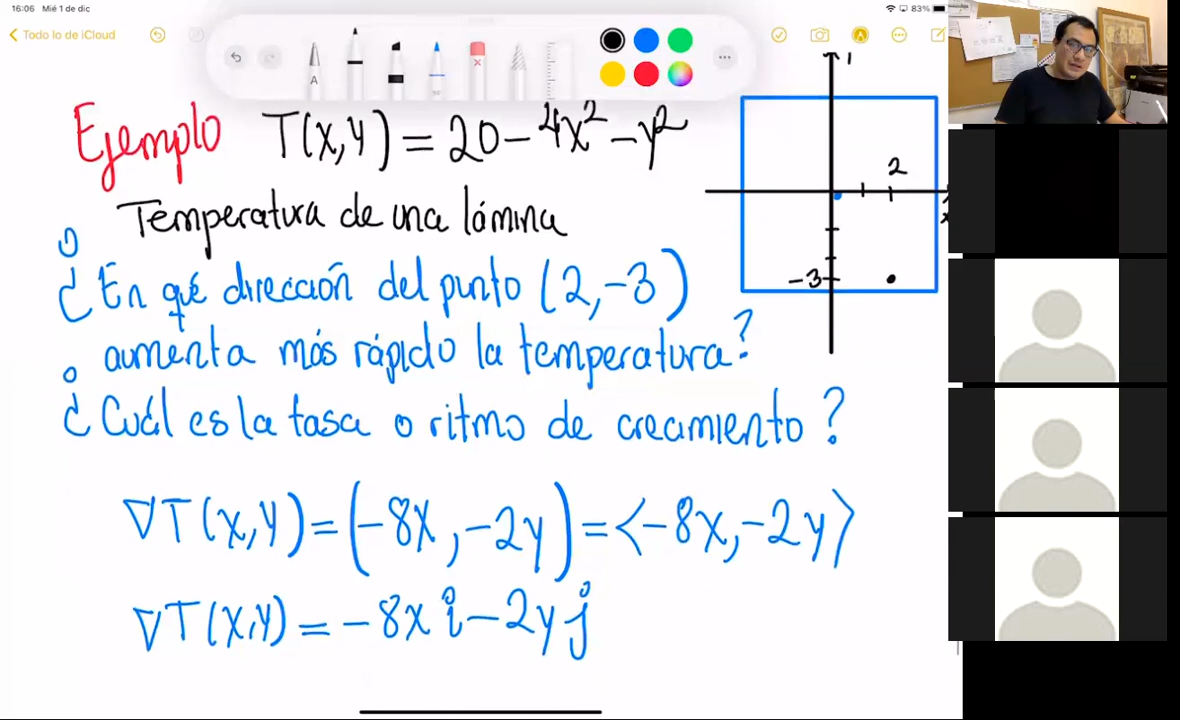 16:06 Mié 1 de dic
83%
Todo lo de iCloud
A
Ejemplo T(x,y) = 20 - 4x² - y²
Temperatura de una lámina
¿En qué dirección del punto (2,-3)
aumenta más rápido la temperatura?
¿Cuál es la tasa o ritmo de crecimiento?
∇T(x,y) = (-8x, -2y) = ⟨-8x, -2y⟩
∇T(x,y) = -8x i - 2y j
2
-3
x